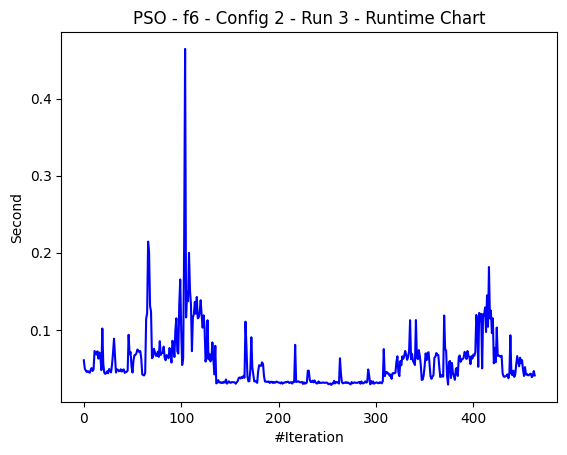 PSO - f6 - Config 2 - Run 3 - Runtime Chart
0.4
0.3
0.2
0.1
Second
0 100 200 300 400
#Iteration